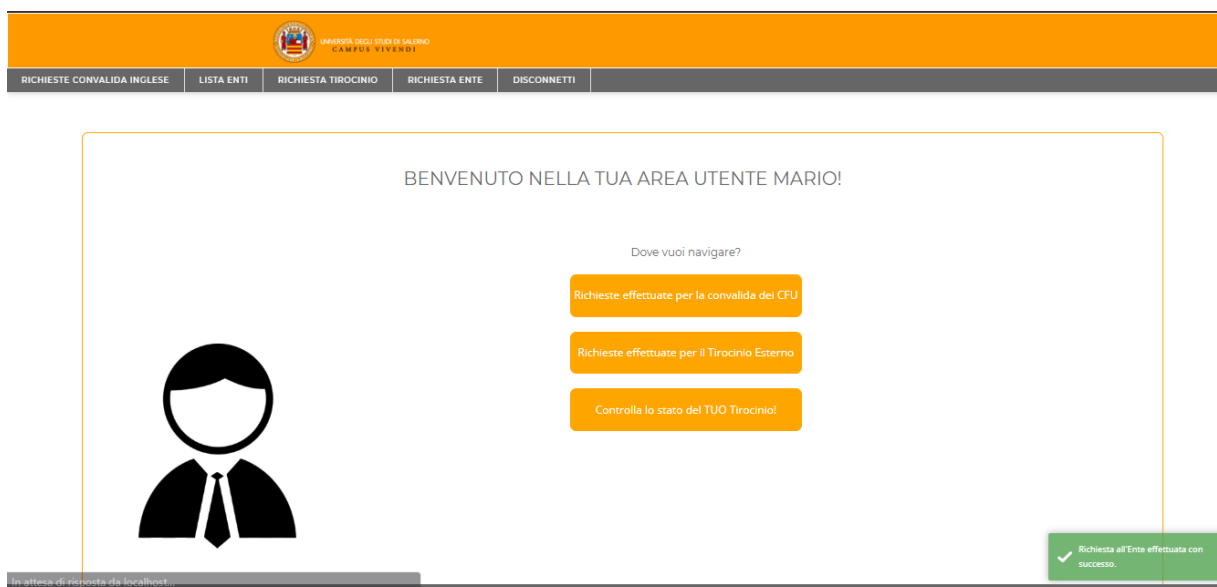 UNIVERSITÀ DEGLI STUDI DI SALERNO
CAMPUS VIVENDI
RICHIESTE CONVALIDA INGLESE
LISTA ENTI
RICHIESTA TIROCINIO
RICHIESTA ENTE
DISCONNETTI
BENVENUTO NELLA TUA AREA UTENTE MARIO!
Dove vuoi navigare?
Richieste effettuate per la convalida dei CFU
Richieste effettuate per il Tirocinio Esterno
Controlla lo stato del TUO Tirocinio!
Richiesta all'Ente effettuata con
successo.
In attesa di risposta da localhost...